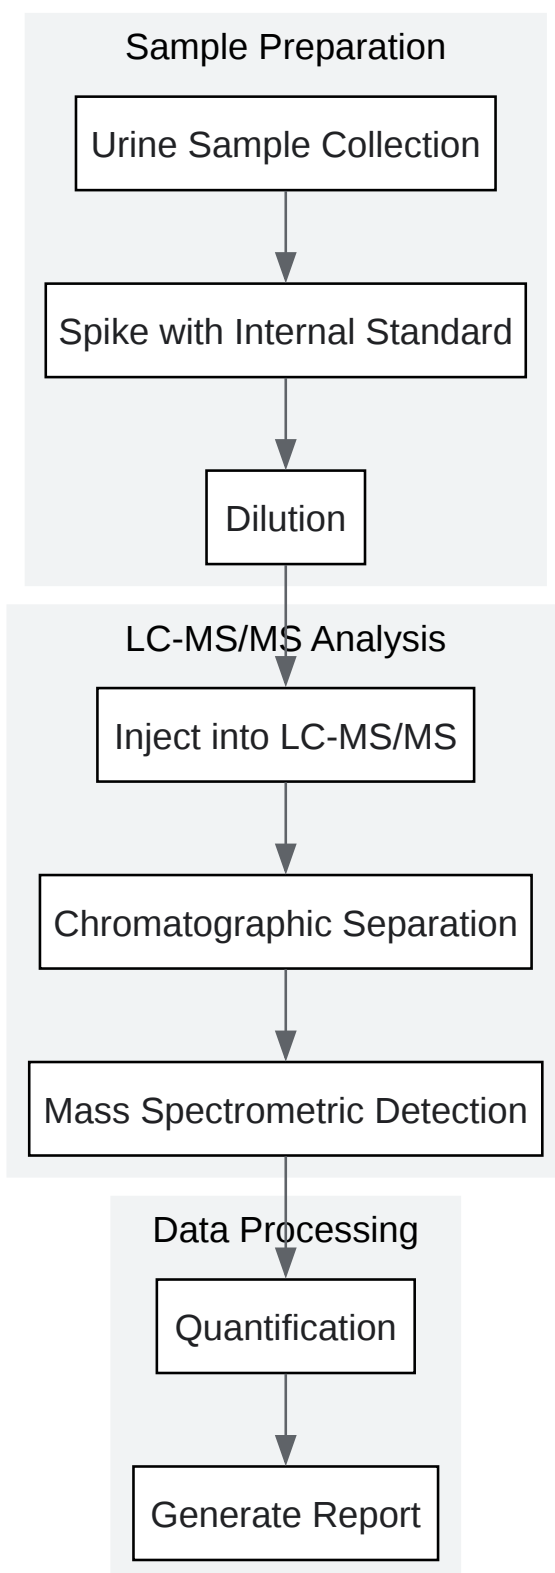 Sample Preparation
Urine Sample Collection
Spike with Internal Standard
Dilution
LC-MS/MS Analysis
Inject into LC-MS/MS
Chromatographic Separation
Mass Spectrometric Detection
Data Processing
Quantification
Generate Report